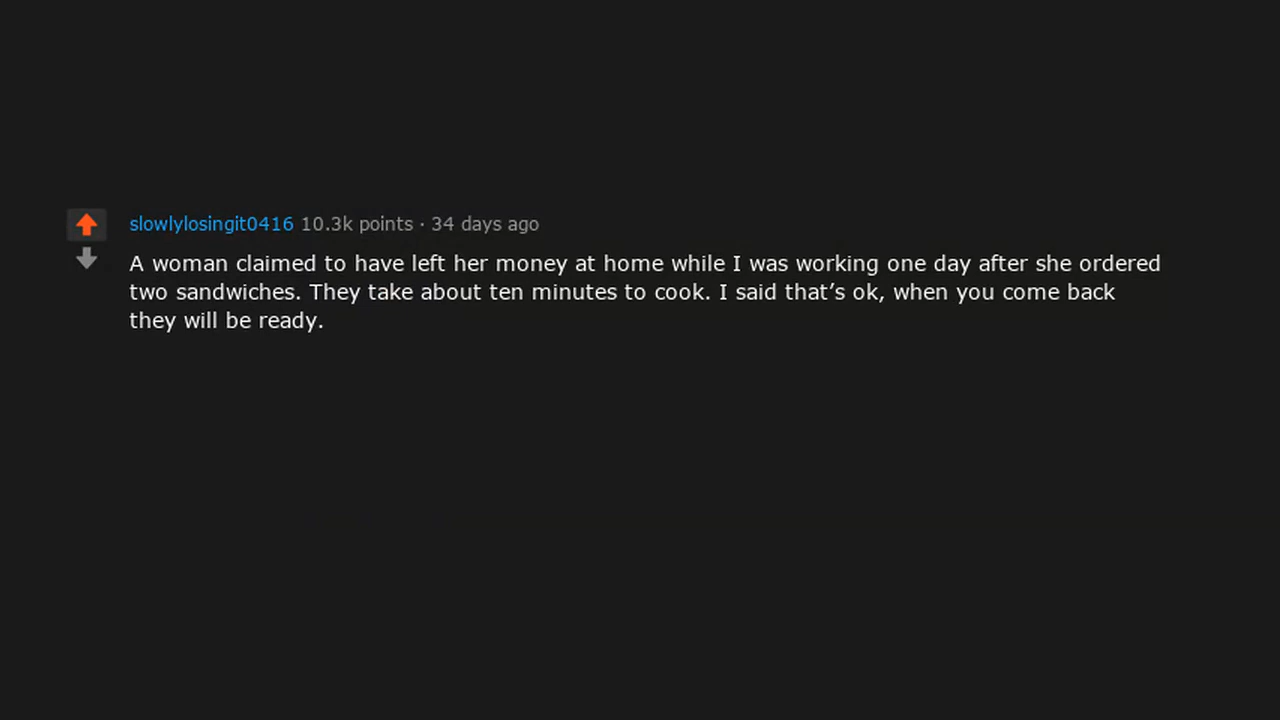 slowlylosingit0416 10.3k points · 34 days ago
A woman claimed to have left her money at home while I was working one day after she ordered
two sandwiches. They take about ten minutes to cook. I said that’s ok, when you come back
they will be ready.